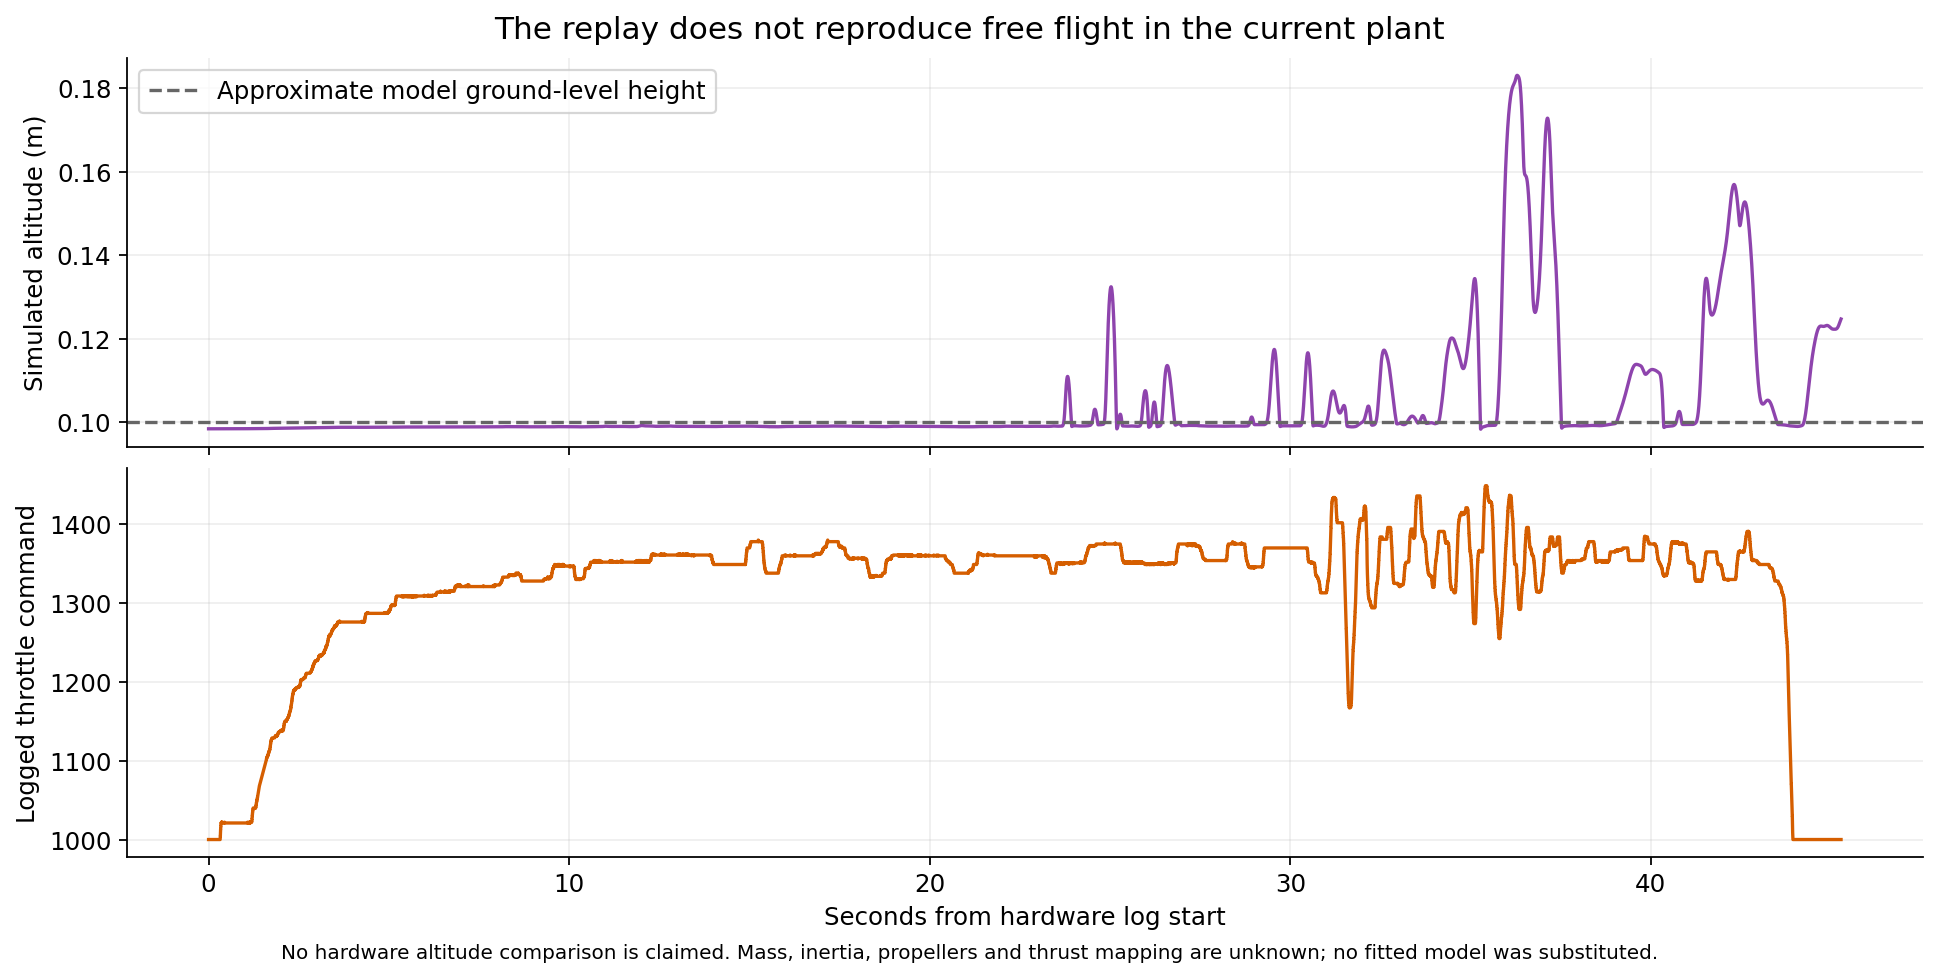 The replay does not reproduce free flight in the current plant
Approximate model ground-level height
Simulated altitude (m)
0.18
0.16
0.14
0.12
0.10
Logged throttle command
1400
1300
1200
1100
1000
0 10 20 30 40
Seconds from hardware log start
No hardware altitude comparison is claimed. Mass, inertia, propellers and thrust mapping are unknown; no fitted model was substituted.